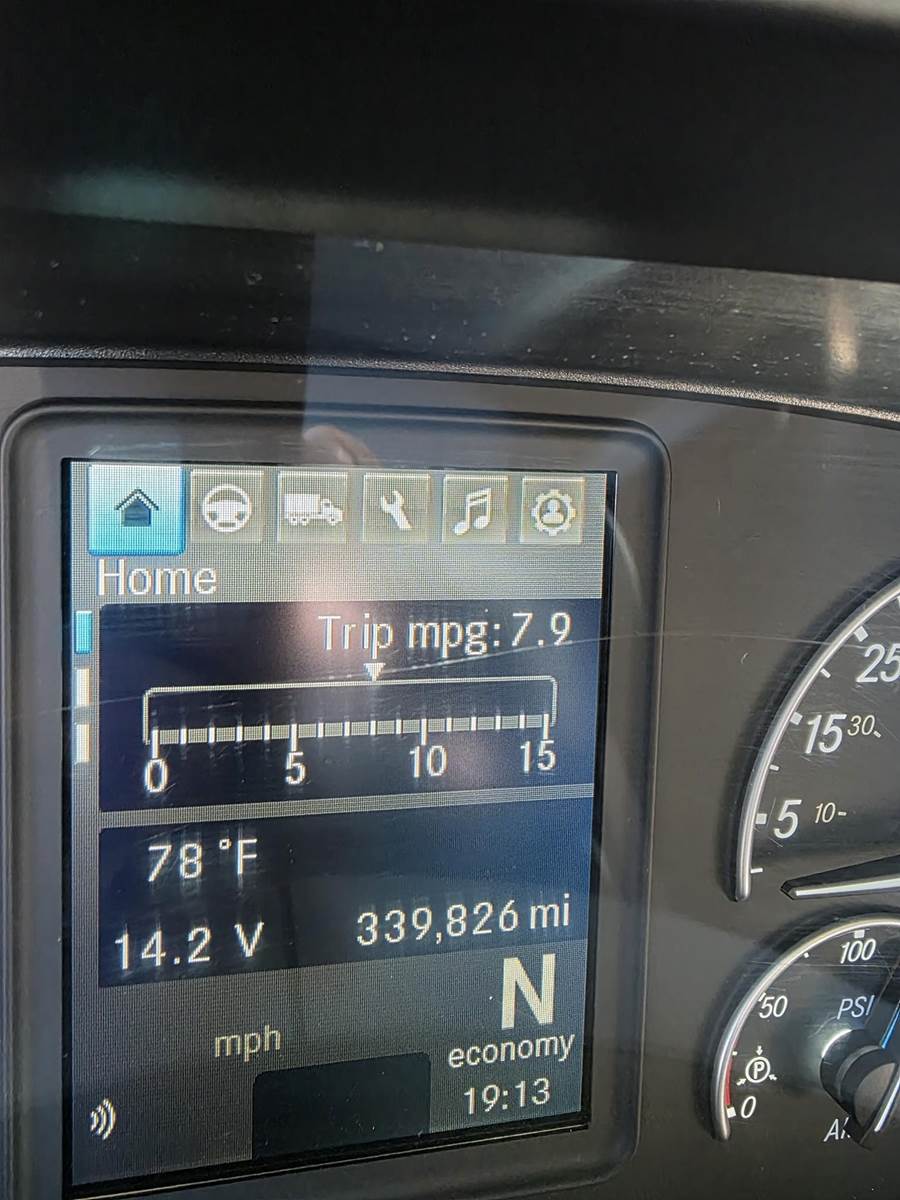 Home
Trip mpg: 7.9
0 5 10 15
78 °F
14.2 V 339,826 mi
N
mph economy
19:13
25
15 30
5 10
100
50 PSI
P
0